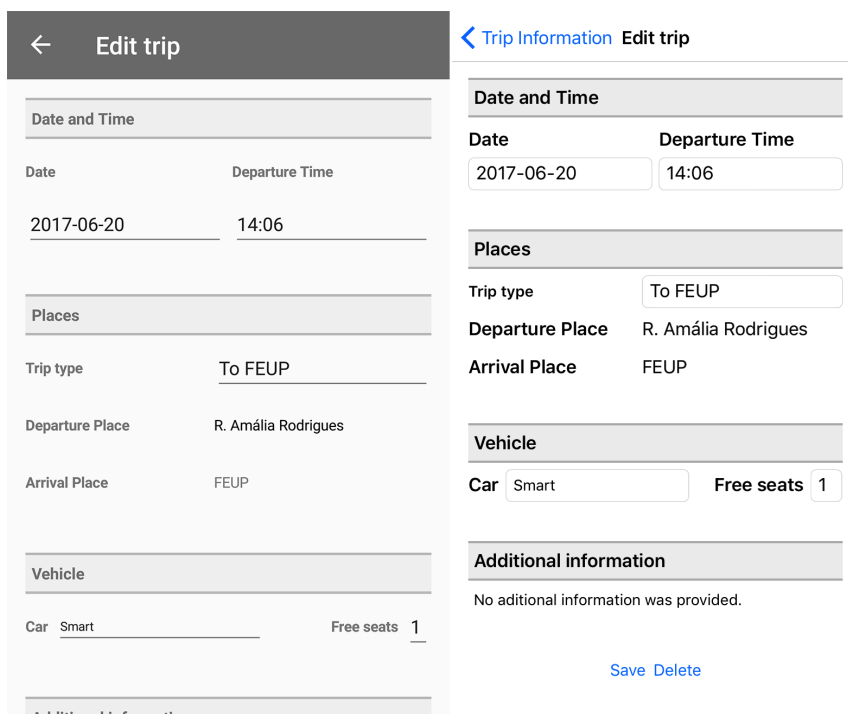 Edit trip
Date and Time
Date Departure Time
2017-06-20 14:06
Places
Trip type To FEUP
Departure Place R. Amália Rodrigues
Arrival Place FEUP
Vehicle
Car Smart Free seats 1
Additional information
Trip Information Edit trip
Date and Time
Date Departure Time
2017-06-20 14:06
Places
Trip type To FEUP
Departure Place R. Amália Rodrigues
Arrival Place FEUP
Vehicle
Car Smart Free seats 1
Additional information
No aditional information was provided.
Save Delete